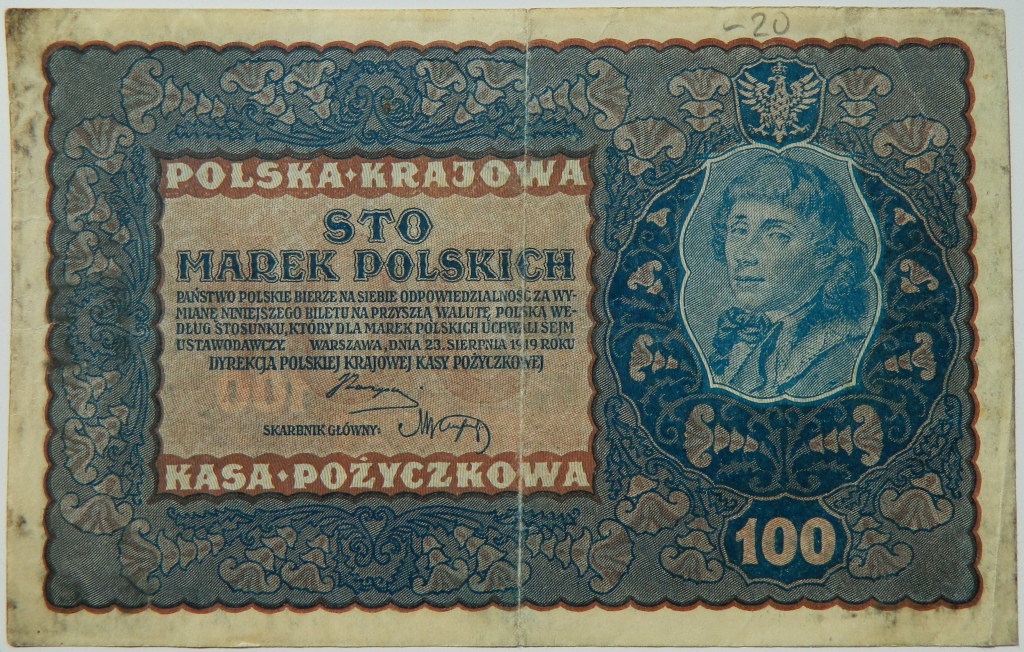 -20
POLSKA·KRAJOWA
STO
MAREK POLSKICH
PAŃSTWO POLSKIE BIERZE NA SIEBIE ODPOWIEDZIALNOŚĆ ZA WY-
MIANĘ NINIEJSZEGO BILETU NA PRZYSZŁĄ WALUTĘ POLSKĄ WE-
DŁUG STOSUNKU, KTÓRY DLA MAREK POLSKICH UCHWALI SEJM
USTAWODAWCZY. WARSZAWA, DNIA 23. SIERPNIA 1919 ROKU
DYREKCJA POLSKIEJ KRAJOWEJ KASY POŻYCZKOWEJ
SKARBNIK GŁÓWNY:
KASA·POŻYCZKOWA
100